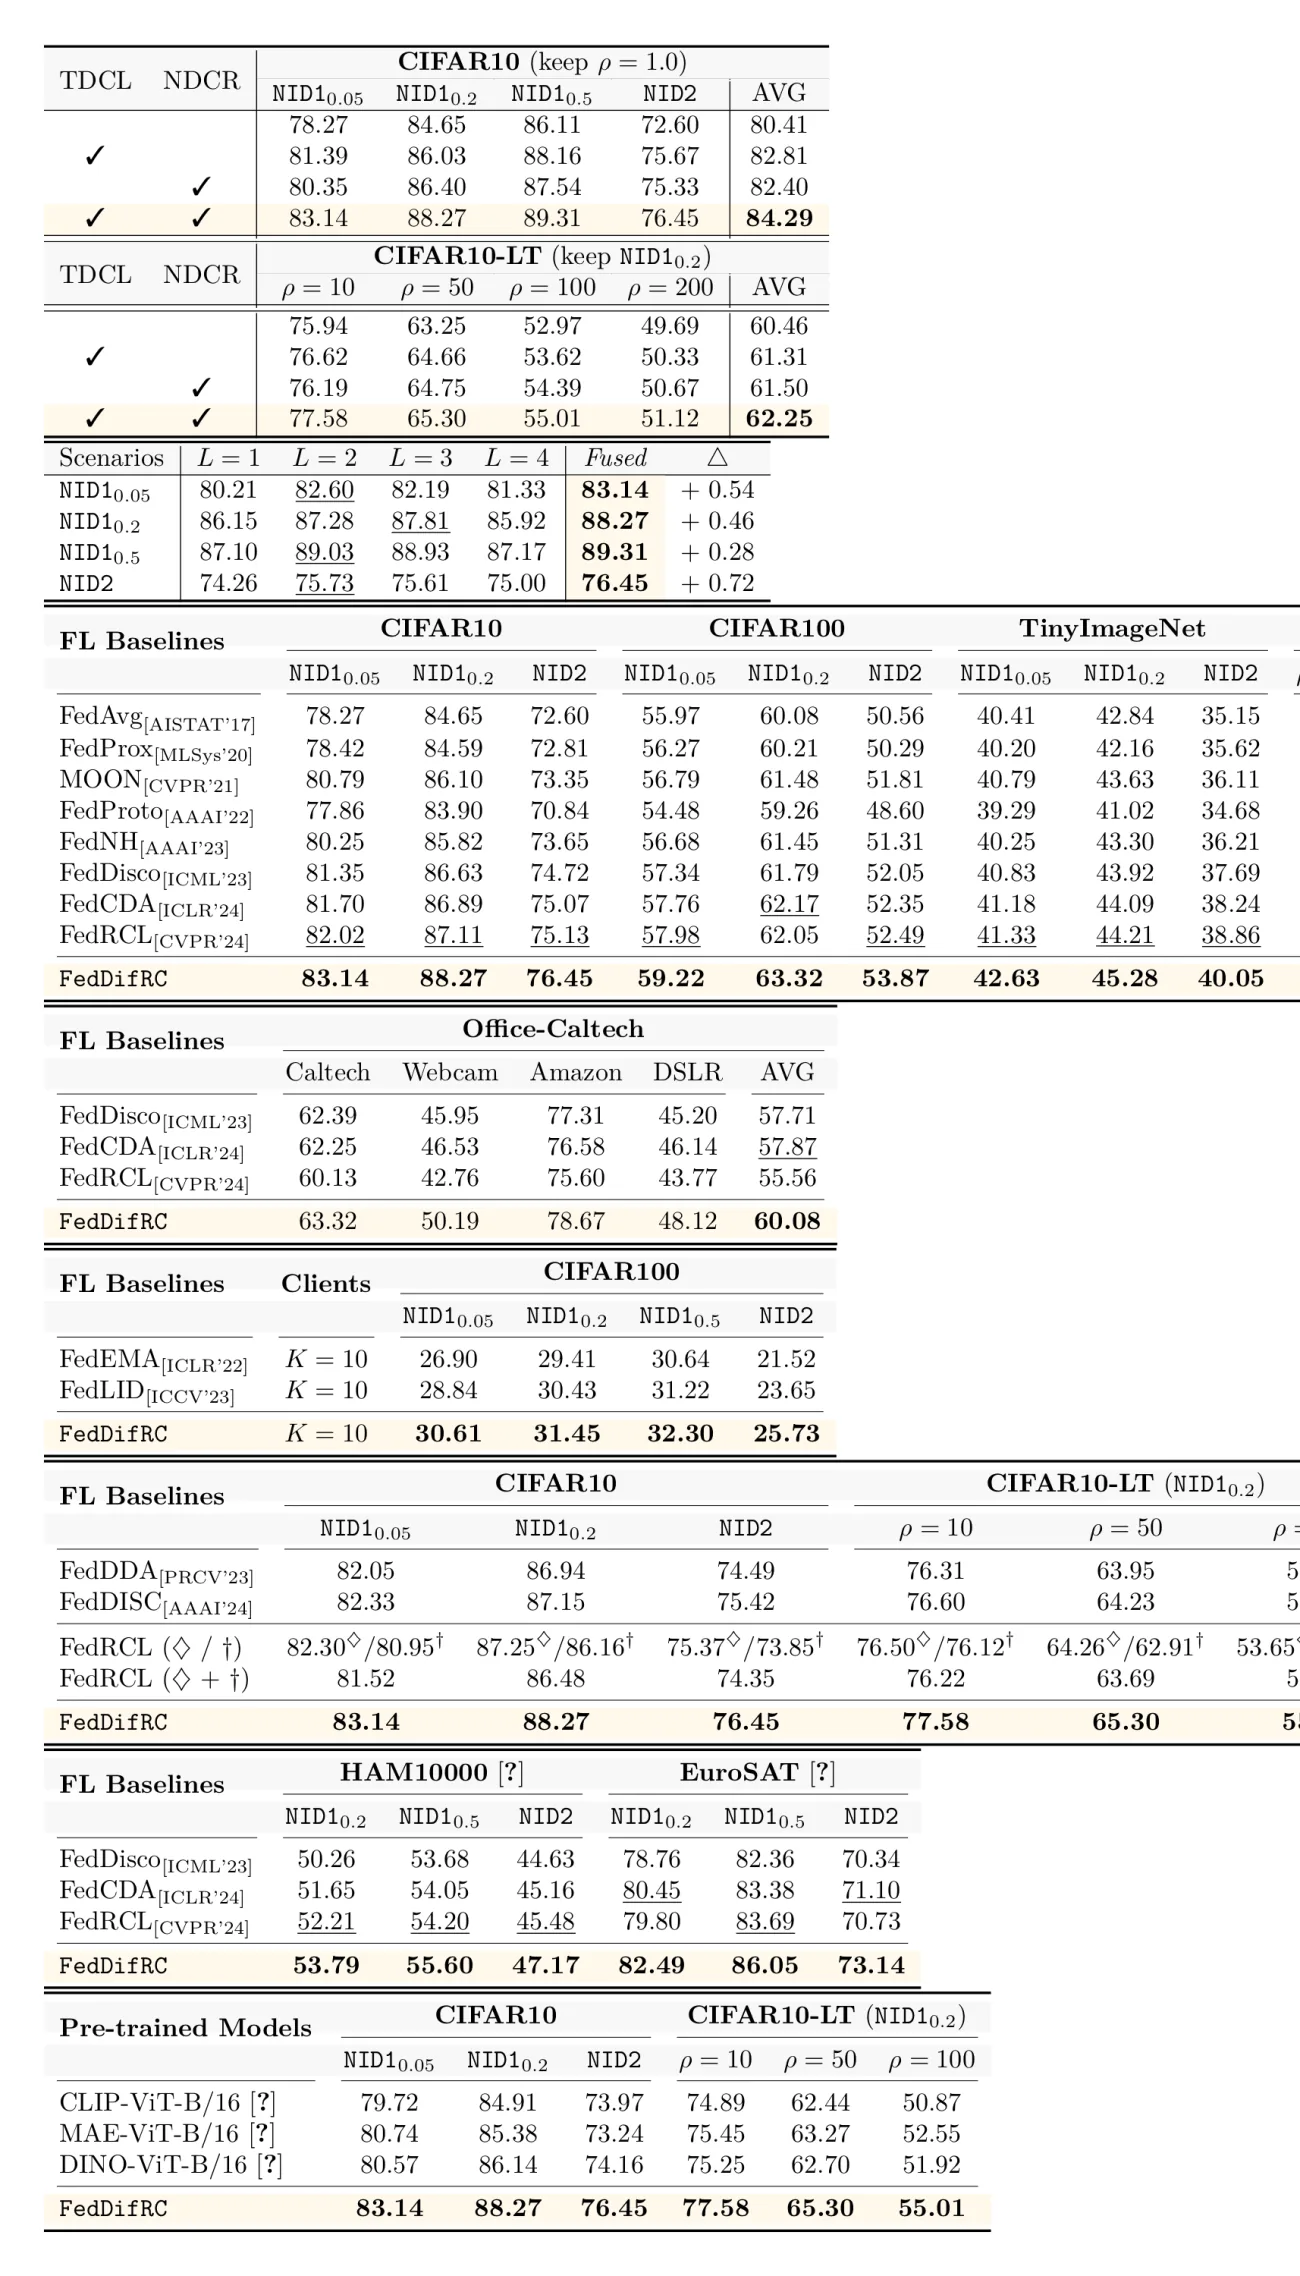 CIFAR10 (keep ρ = 1.0)
TDCL NDCR
NID10.05 NID10.2 NID10.5 NID2 AVG
78.27 84.65 86.11 72.60 80.41
✓ 81.39 86.03 88.16 75.67 82.81
✓ 80.35 86.40 87.54 75.33 82.40
✓ ✓ 83.14 88.27 89.31 76.45 84.29
CIFAR10-LT (keep NID10.2)
TDCL NDCR
ρ = 10 ρ = 50 ρ = 100 ρ = 200 AVG
75.94 63.25 52.97 49.69 60.46
✓ 76.62 64.66 53.62 50.33 61.31
✓ 76.19 64.75 54.39 50.67 61.50
✓ ✓ 77.58 65.30 55.01 51.12 62.25
Scenarios L = 1 L = 2 L = 3 L = 4 Fused △
NID10.05 80.21 82.60 82.19 81.33 83.14 + 0.54
NID10.2 86.15 87.28 87.81 85.92 88.27 + 0.46
NID10.5 87.10 89.03 88.93 87.17 89.31 + 0.28
NID2 74.26 75.73 75.61 75.00 76.45 + 0.72
FL Baselines CIFAR10 CIFAR100 TinyImageNet
NID10.05 NID10.2 NID2 NID10.05 NID10.2 NID2 NID10.05 NID10.2 NID2
FedAvg[AISTAT'17] 78.27 84.65 72.60 55.97 60.08 50.56 40.41 42.84 35.15
FedProx[MLSys'20] 78.42 84.59 72.81 56.27 60.21 50.29 40.20 42.16 35.62
MOON[CVPR'21] 80.79 86.10 73.35 56.79 61.48 51.81 40.79 43.63 36.11
FedProto[AAAI'22] 77.86 83.90 70.84 54.48 59.26 48.60 39.29 41.02 34.68
FedNH[AAAI'23] 80.25 85.82 73.65 56.68 61.45 51.31 40.25 43.30 36.21
FedDisco[ICML'23] 81.35 86.63 74.72 57.34 61.79 52.05 40.83 43.92 37.69
FedCDA[ICLR'24] 81.70 86.89 75.07 57.76 62.17 52.35 41.18 44.09 38.24
FedRCL[CVPR'24] 82.02 87.11 75.13 57.98 62.05 52.49 41.33 44.21 38.86
FedDifRC 83.14 88.27 76.45 59.22 63.32 53.87 42.63 45.28 40.05
FL Baselines Office-Caltech
Caltech Webcam Amazon DSLR AVG
FedDisco[ICML'23] 62.39 45.95 77.31 45.20 57.71
FedCDA[ICLR'24] 62.25 46.53 76.58 46.14 57.87
FedRCL[CVPR'24] 60.13 42.76 75.60 43.77 55.56
FedDifRC 63.32 50.19 78.67 48.12 60.08
FL Baselines Clients CIFAR100
NID10.05 NID10.2 NID10.5 NID2
FedEMA[ICLR'22] K = 10 26.90 29.41 30.64 21.52
FedLID[ICCV'23] K = 10 28.84 30.43 31.22 23.65
FedDifRC K = 10 30.61 31.45 32.30 25.73
FL Baselines CIFAR10 CIFAR10-LT (NID10.2)
NID10.05 NID10.2 NID2 ρ = 10 ρ = 50 ρ =
FedDDA[PRCV'23] 82.05 86.94 74.49 76.31 63.95 5
FedDISC[AAAI'24] 82.33 87.15 75.42 76.60 64.23 5
FedRCL (♢ / †) 82.30♢/80.95† 87.25♢/86.16† 75.37♢/73.85† 76.50♢/76.12† 64.26♢/62.91† 53.65
FedRCL (♢ + †) 81.52 86.48 74.35 76.22 63.69 5
FedDifRC 83.14 88.27 76.45 77.58 65.30 5
FL Baselines HAM10000 [?] EuroSAT [?]
NID10.2 NID10.5 NID2 NID10.2 NID10.5 NID2
FedDisco[ICML'23] 50.26 53.68 44.63 78.76 82.36 70.34
FedCDA[ICLR'24] 51.65 54.05 45.16 80.45 83.38 71.10
FedRCL[CVPR'24] 52.21 54.20 45.48 79.80 83.69 70.73
FedDifRC 53.79 55.60 47.17 82.49 86.05 73.14
Pre-trained Models CIFAR10 CIFAR10-LT (NID10.2)
NID10.05 NID10.2 NID2 ρ = 10 ρ = 50 ρ = 100
CLIP-ViT-B/16 [?] 79.72 84.91 73.97 74.89 62.44 50.87
MAE-ViT-B/16 [?] 80.74 85.38 73.24 75.45 63.27 52.55
DINO-ViT-B/16 [?] 80.57 86.14 74.16 75.25 62.70 51.92
FedDifRC 83.14 88.27 76.45 77.58 65.30 55.01